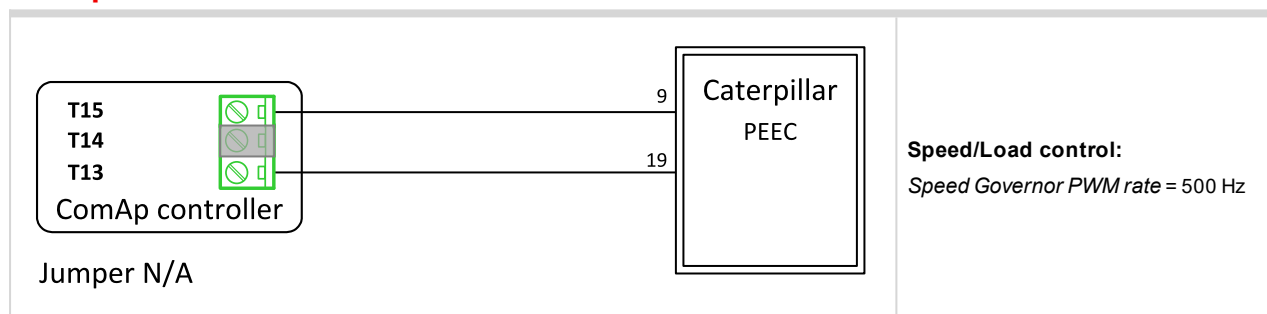 T15
T14
T13
ComAp controller
Jumper N/A
9
19
Caterpillar
PEEC
Speed/Load control:
Speed Governor PWM rate = 500 Hz